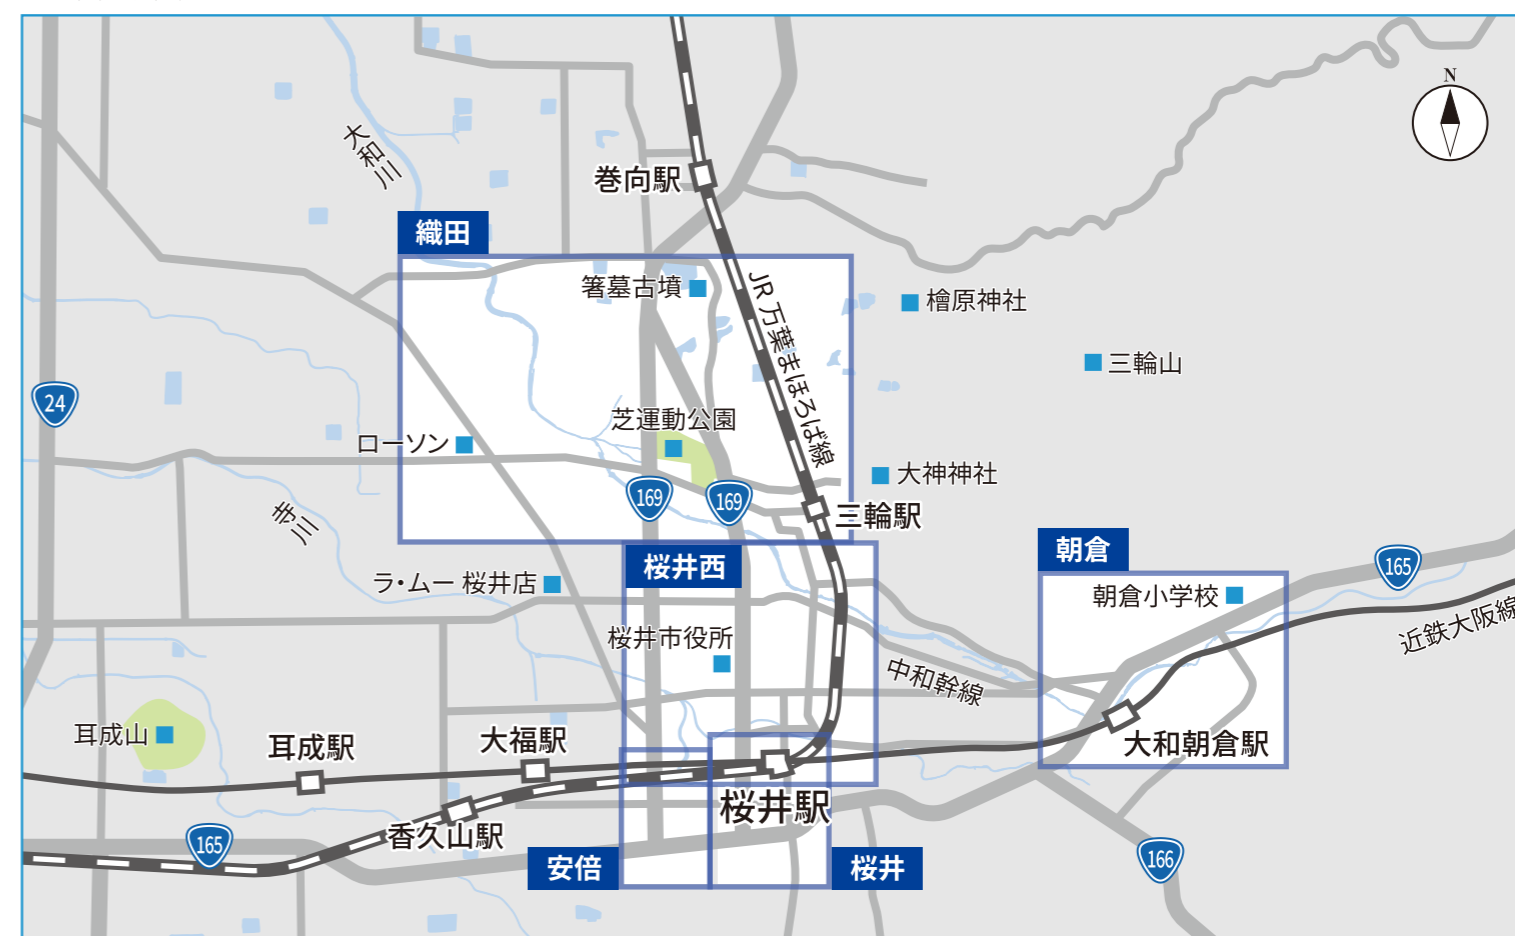 N
大和川
巻向駅
織田
箸墓古墳
JR 万葉まほろば線
檜原神社
三輪山
24
芝運動公園
ローソン
大神神社
169
169
三輪駅
寺川
桜井西
朝倉
165
ラ・ムー 桜井店
朝倉小学校
近鉄大阪線
桜井市役所
中和幹線
耳成山
耳成駅
大福駅
大和朝倉駅
桜井駅
香久山駅
165
166
安倍
桜井